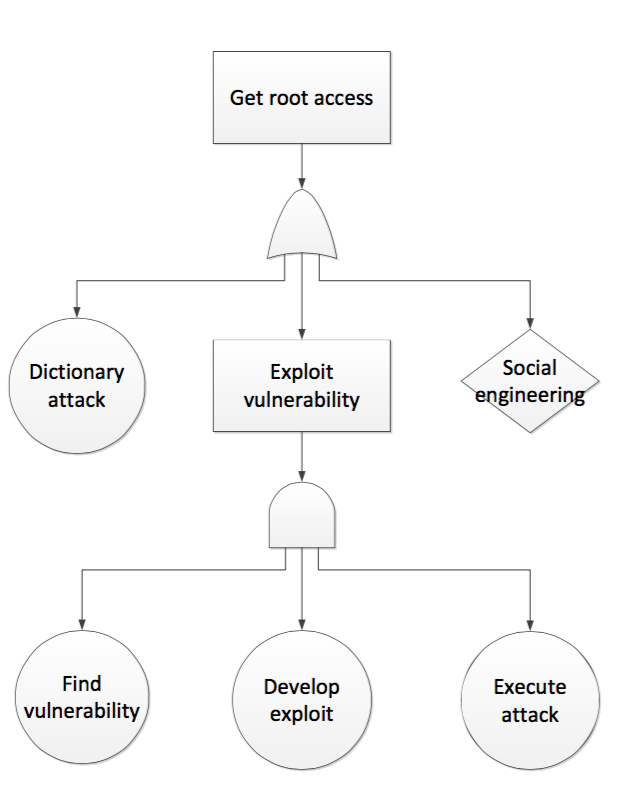 Get root access
Dictionary
attack
Exploit
vulnerability
Social
engineering
Find
vulnerability
Develop
exploit
Execute
attack